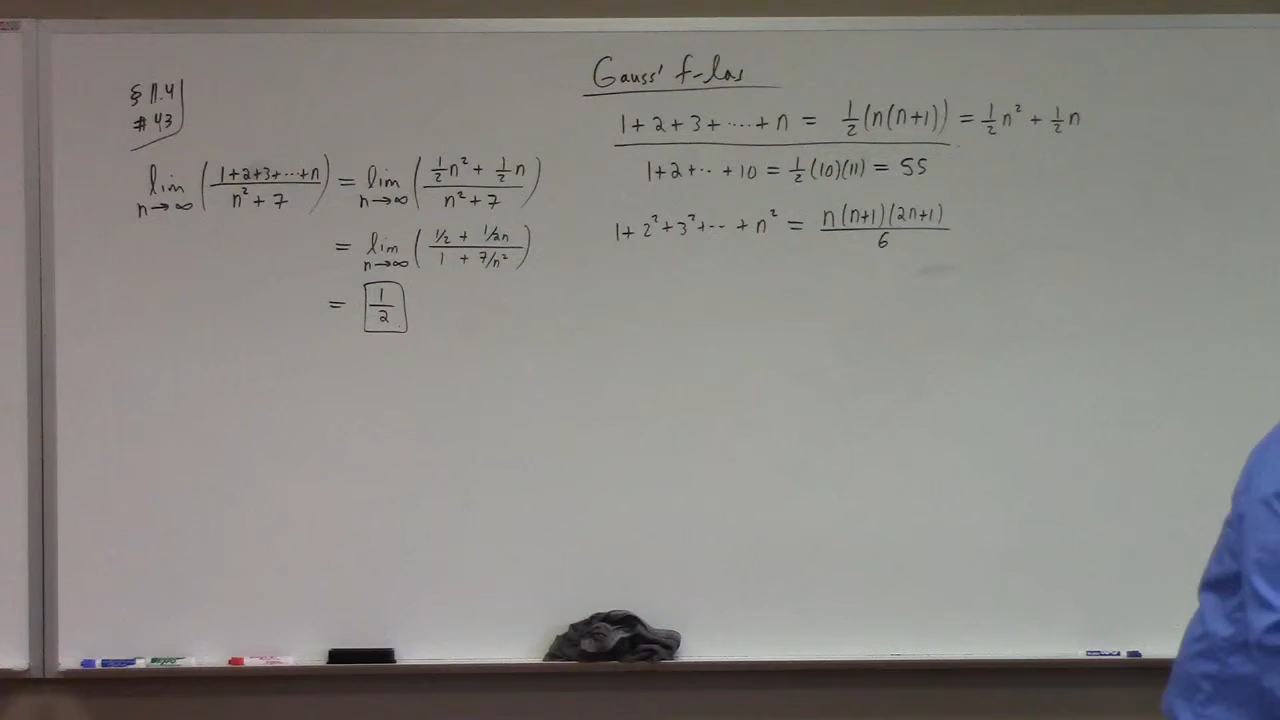 § 11.4
# 43
lim n→∞ ( 1+2+3+⋯+n / n² + 7 ) = lim n→∞ ( ½n² + ½n / n² + 7 )
= lim n→∞ ( 1/2 + 1/2n / 1 + 7/n² )
= 1/2
Gauss' f-las
1 + 2 + 3 + ⋯ + n = ½(n(n+1)) = ½n² + ½n
1+2+⋯+10 = ½(10)(11) = 55
1 + 2² + 3² + ⋯ + n² = n(n+1)(2n+1) / 6